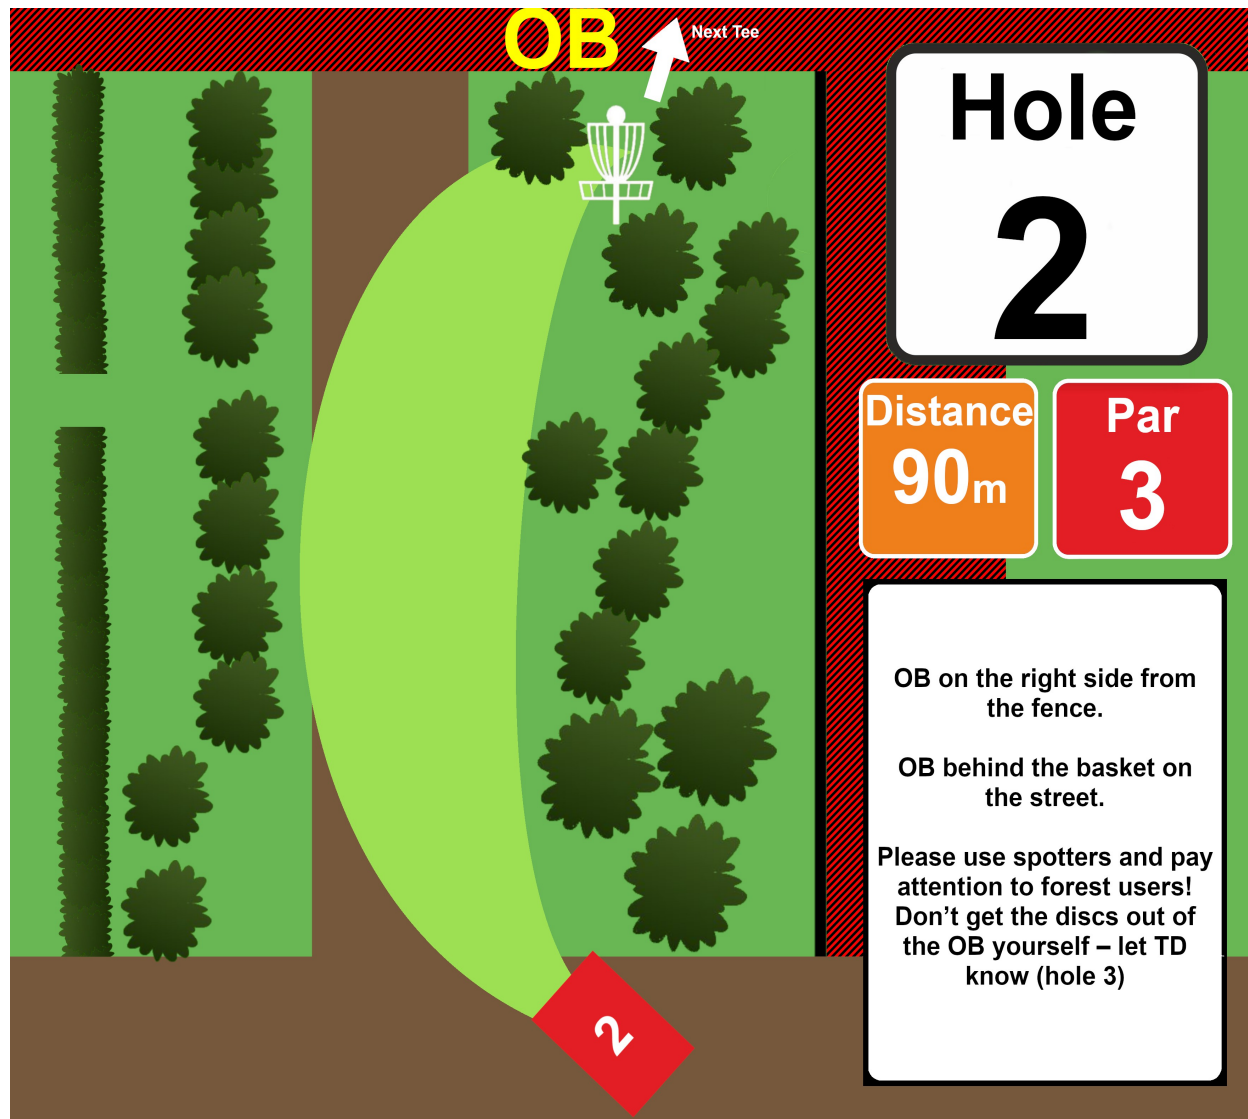 OB
Next Tee
Hole
2
Distance
90m
Par
3
OB on the right side from
the fence.
OB behind the basket on
the street.
Please use spotters and pay
attention to forest users!
Don’t get the discs out of
the OB yourself – let TD
know (hole 3)
2